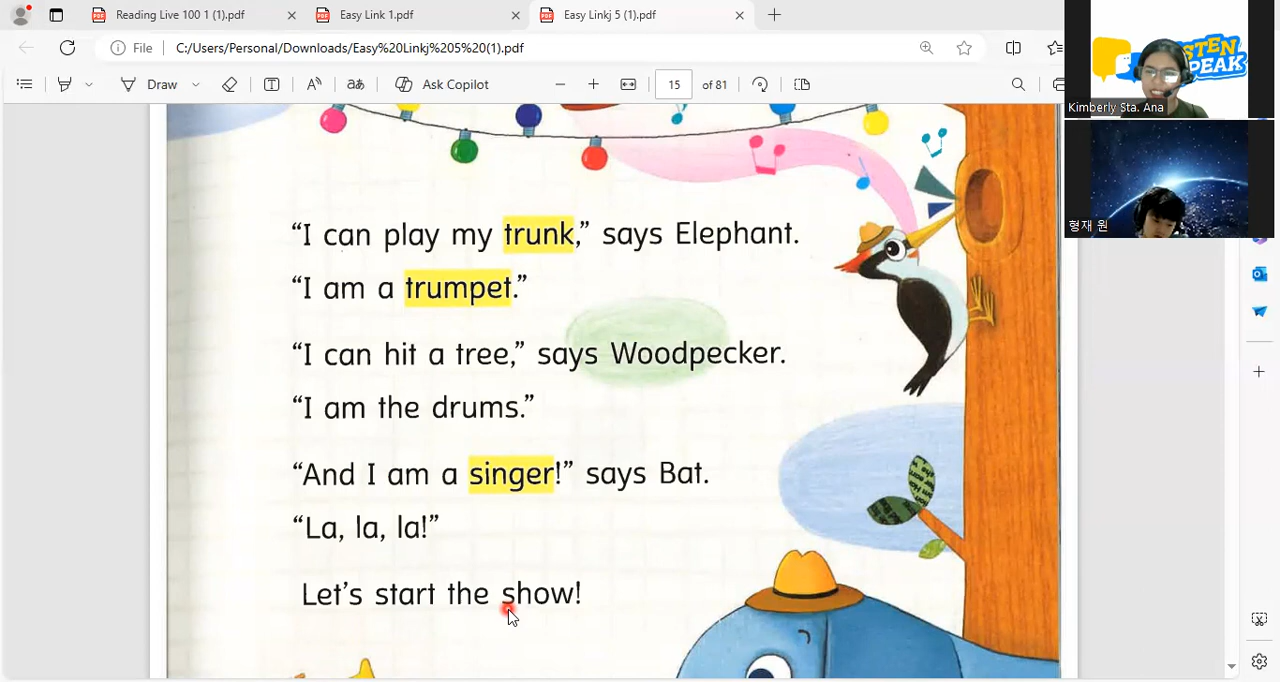 Reading Live 100 1 (1).pdf
Easy Link 1.pdf
Easy Linkj 5 (1).pdf
File
C:/Users/Personal/Downloads/Easy%20Linkj%205%20(1).pdf
Draw
Ask Copilot
15 of 81
STEN
PEAK
Kimberly Sta. Ana
형재 원
“I can play my trunk,” says Elephant.
“I am a trumpet.”
“I can hit a tree,” says Woodpecker.
“I am the drums.”
“And I am a singer!” says Bat.
“La, la, la!”
Let’s start the show!